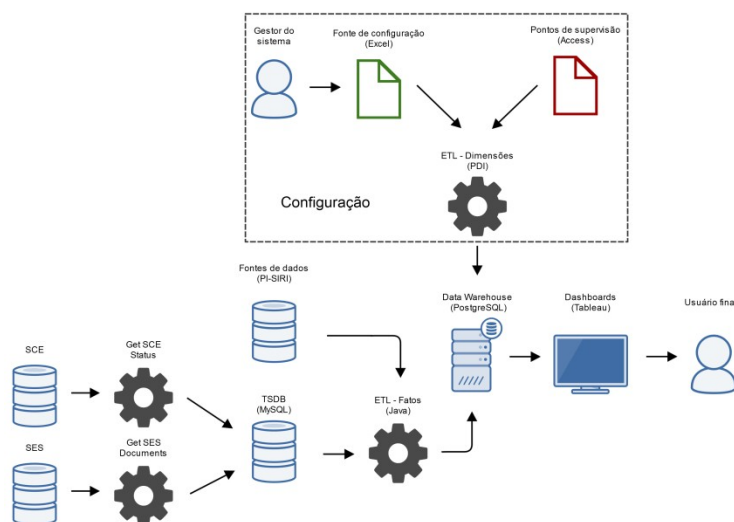 Gestor do
sistema
Fonte de configuração
(Excel)
Pontos de supervisão
(Access)
ETL - Dimensões
(PDI)
Configuração
Fontes de dados
(PI-SIRI)
Data Warehouse
(PostgreSQL)
Dashboards
(Tableau)
Usuário final
SCE
Get SCE
Status
TSDB
(MySQL)
ETL - Fatos
(Java)
SES
Get SES
Documents